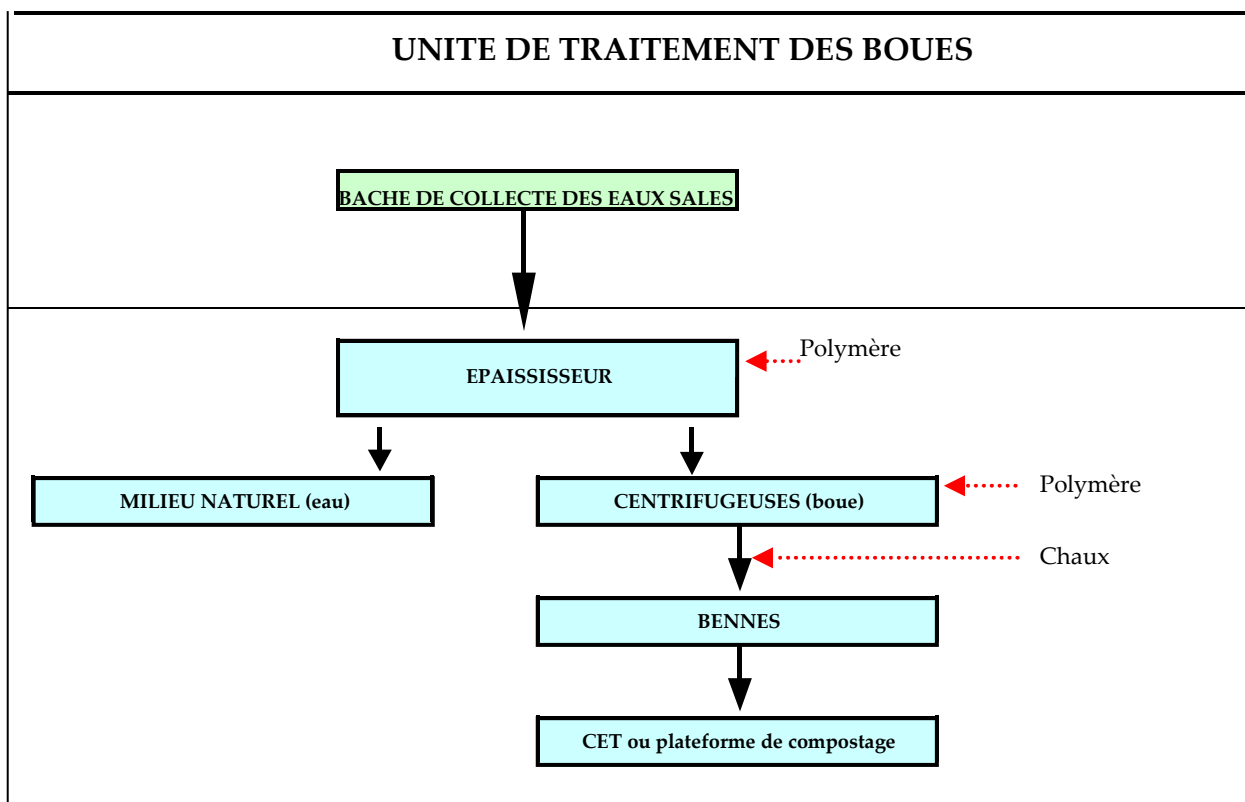 UNITE DE TRAITEMENT DES BOUES
BACHE DE COLLECTE DES EAUX SALES
Polymère
EPAISSISSEUR
MILIEU NATUREL (eau)
CENTRIFUGEUSES (boue)
Polymère
Chaux
BENNES
CET ou plateforme de compostage